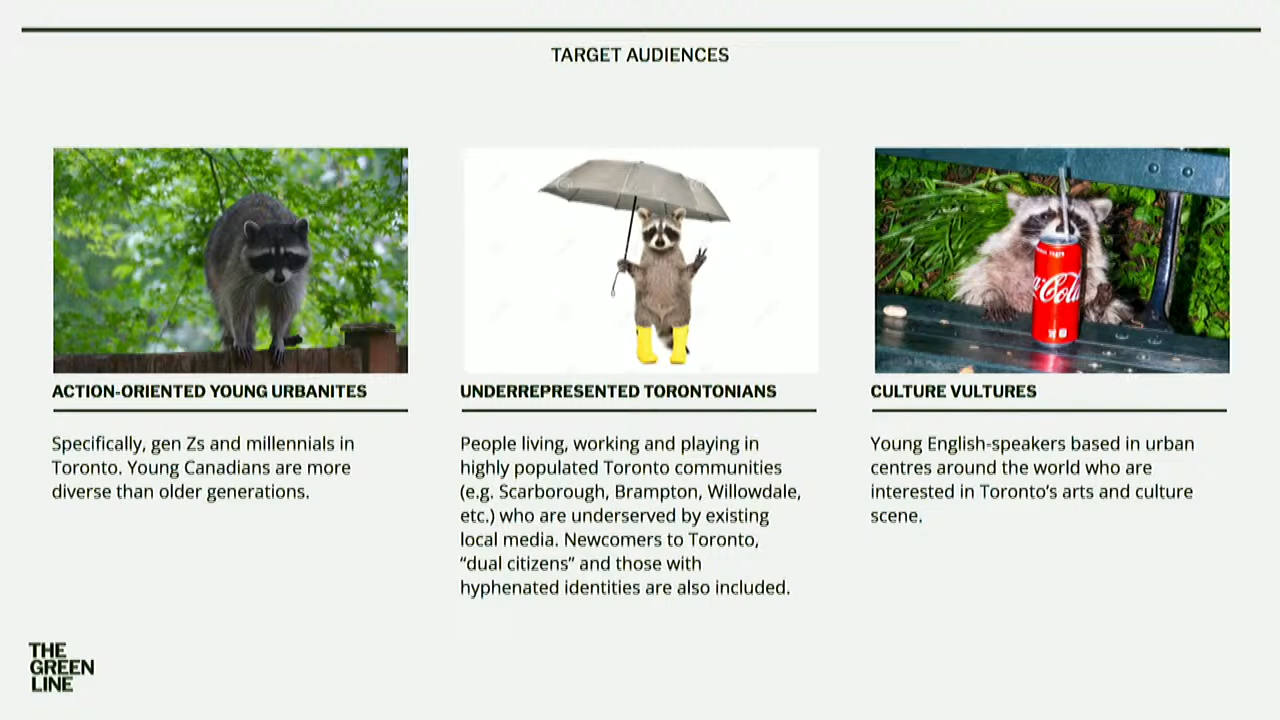 TARGET AUDIENCES
ACTION-ORIENTED YOUNG URBANITES
Specifically, gen Zs and millennials in
Toronto. Young Canadians are more
diverse than older generations.
UNDERREPRESENTED TORONTONIANS
People living, working and playing in
highly populated Toronto communities
(e.g. Scarborough, Brampton, Willowdale,
etc.) who are underserved by existing
local media. Newcomers to Toronto,
“dual citizens” and those with
hyphenated identities are also included.
CULTURE VULTURES
Young English-speakers based in urban
centres around the world who are
interested in Toronto’s arts and culture
scene.
THE
GREEN
LINE